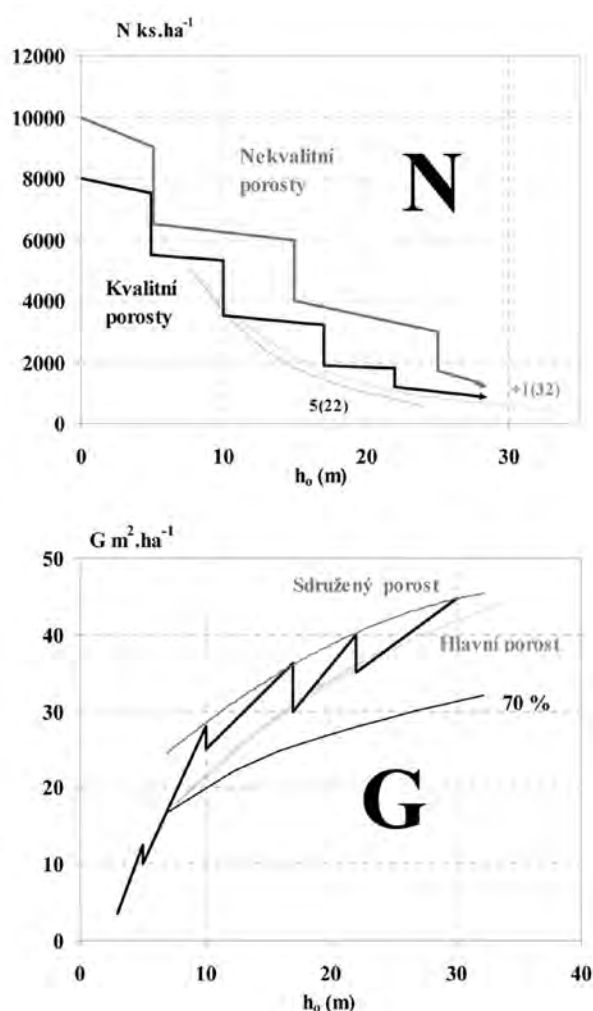 N ks.ha⁻¹
12000
10000
8000
6000
4000
2000
0
Nekvalitní
porosty
N
Kvalitní
porosty
5(22)
+1(32)
0 10 20 30
hₒ (m)
G m².ha⁻¹
50
40
30
20
10
0
Sdružený porost
Hlavní porost
70 %
G
0 10 20 30 40
hₒ (m)